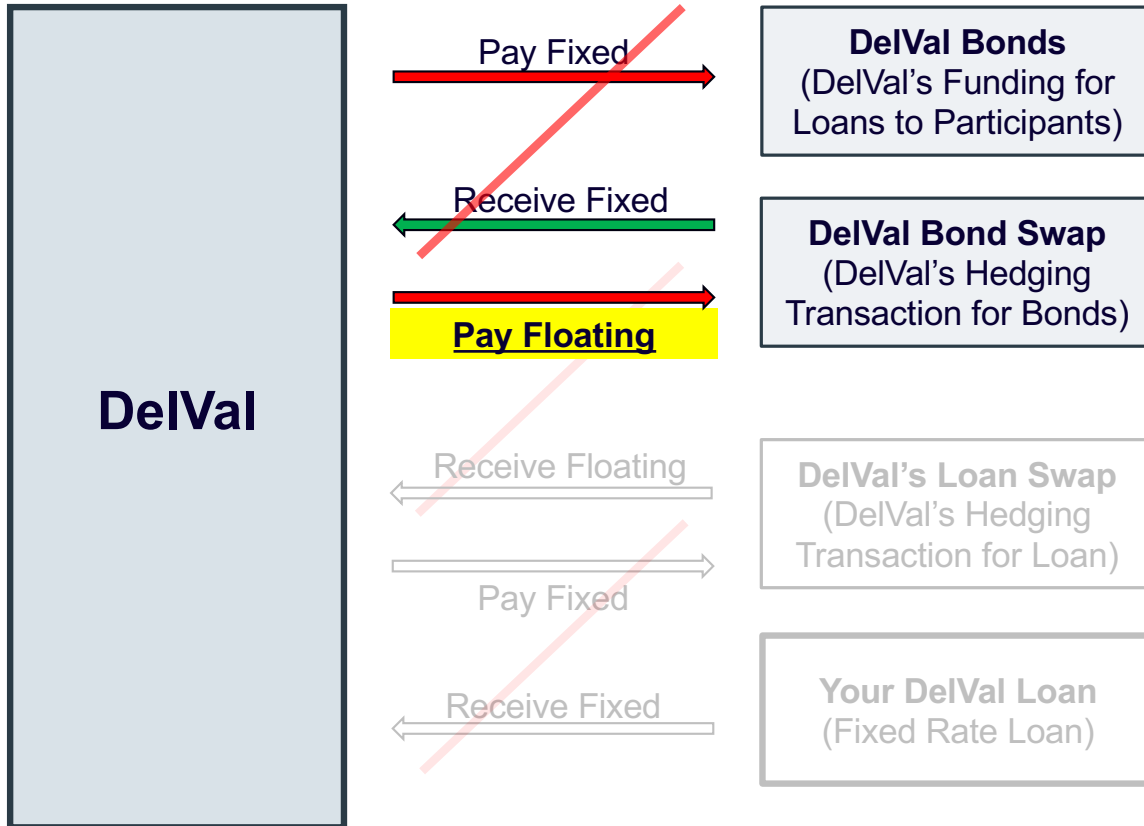 DelVal
Pay Fixed
DelVal Bonds
(DelVal’s Funding for
Loans to Participants)
Receive Fixed
Pay Floating
DelVal Bond Swap
(DelVal’s Hedging
Transaction for Bonds)
Receive Floating
Pay Fixed
DelVal’s Loan Swap
(DelVal’s Hedging
Transaction for Loan)
Receive Fixed
Your DelVal Loan
(Fixed Rate Loan)